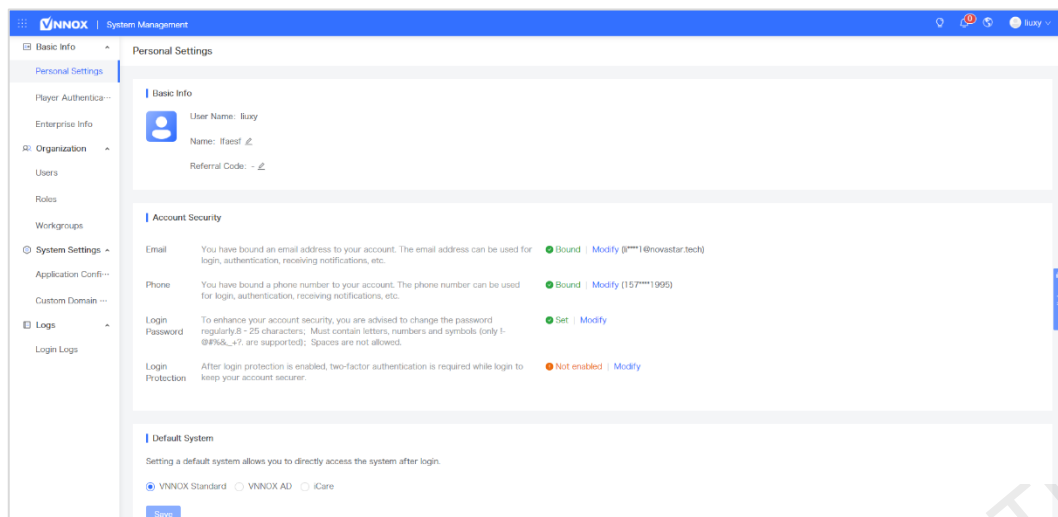 VNNOX | System Management
0
liuxy
Basic Info
Personal Settings
Player Authentica···
Enterprise Info
Organization
Users
Roles
Workgroups
System Settings
Application Confi···
Custom Domain ···
Logs
Login Logs
Personal Settings
Basic Info
User Name: liuxy
Name: lfaesf
Referral Code: -
Account Security
Email
You have bound an email address to your account. The email address can be used for
login, authentication, receiving notifications, etc.
Bound | Modify (li****1@novastar.tech)
Phone
You have bound a phone number to your account. The phone number can be used
for login, authentication, receiving notifications, etc.
Bound | Modify (157****1995)
Login
Password
To enhance your account security, you are advised to change the password
regularly.8 - 25 characters; Must contain letters, numbers and symbols (only !-
@#%&_+?. are supported); Spaces are not allowed.
Set | Modify
Login
Protection
After login protection is enabled, two-factor authentication is required while login to
keep your account securer.
Not enabled | Modify
Default System
Setting a default system allows you to directly access the system after login.
VNNOX Standard
VNNOX AD
iCare
Save